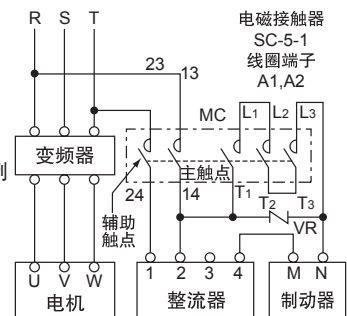 R S T
电磁接触器
SC-5-1
线圈端子
A1,A2
23
13
MC
L1 L2 L3
变频器
例
主触点
24
14
T1
T2
T3
辅助
触点
VR
U V W
1 2 3 4
M N
电机
整流器
制动器